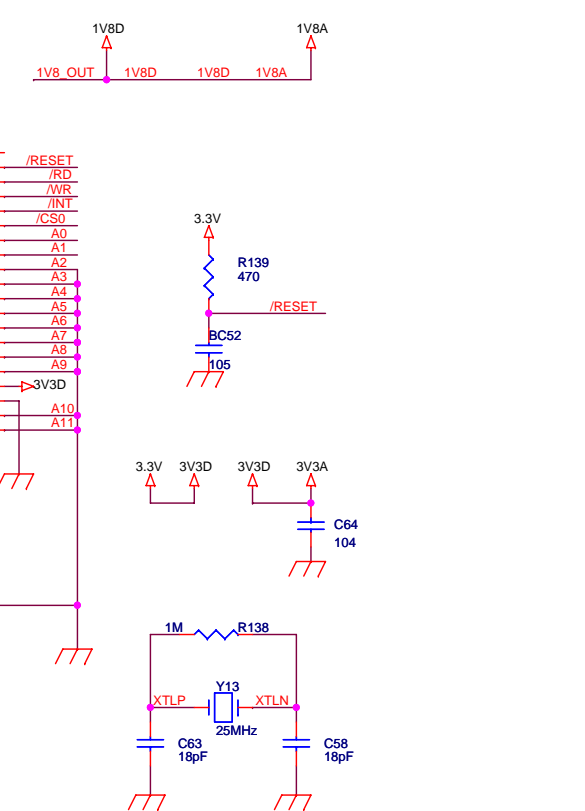 1V8D 1V8A
1V8_OUT 1V8D 1V8D 1V8A
/RESET
/RD
/WR
/INT
/CS0
A0
A1
A2
A3
A4
A5
A6
A7
A8
A9
3V3D
A10
A11
3.3V
R139
470
/RESET
BC52
105
3.3V 3V3D 3V3D 3V3A
C64
104
1M R138
Y13
XTLP XTLN
25MHz
C63 C58
18pF 18pF